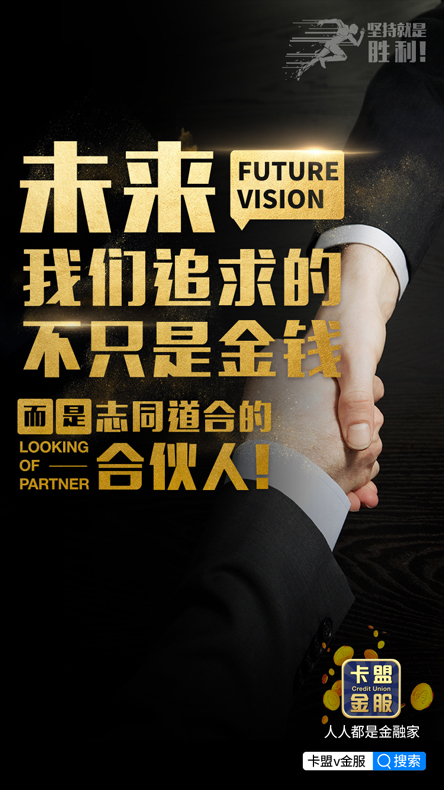 坚持就是
胜利!
未来
FUTURE
VISION
我们追求的
不只是金钱
而是志同道合的
LOOKING
OF
PARTNER
合伙人!
卡盟
Credit Union
金服
人人都是金融家
卡盟v金服 搜索